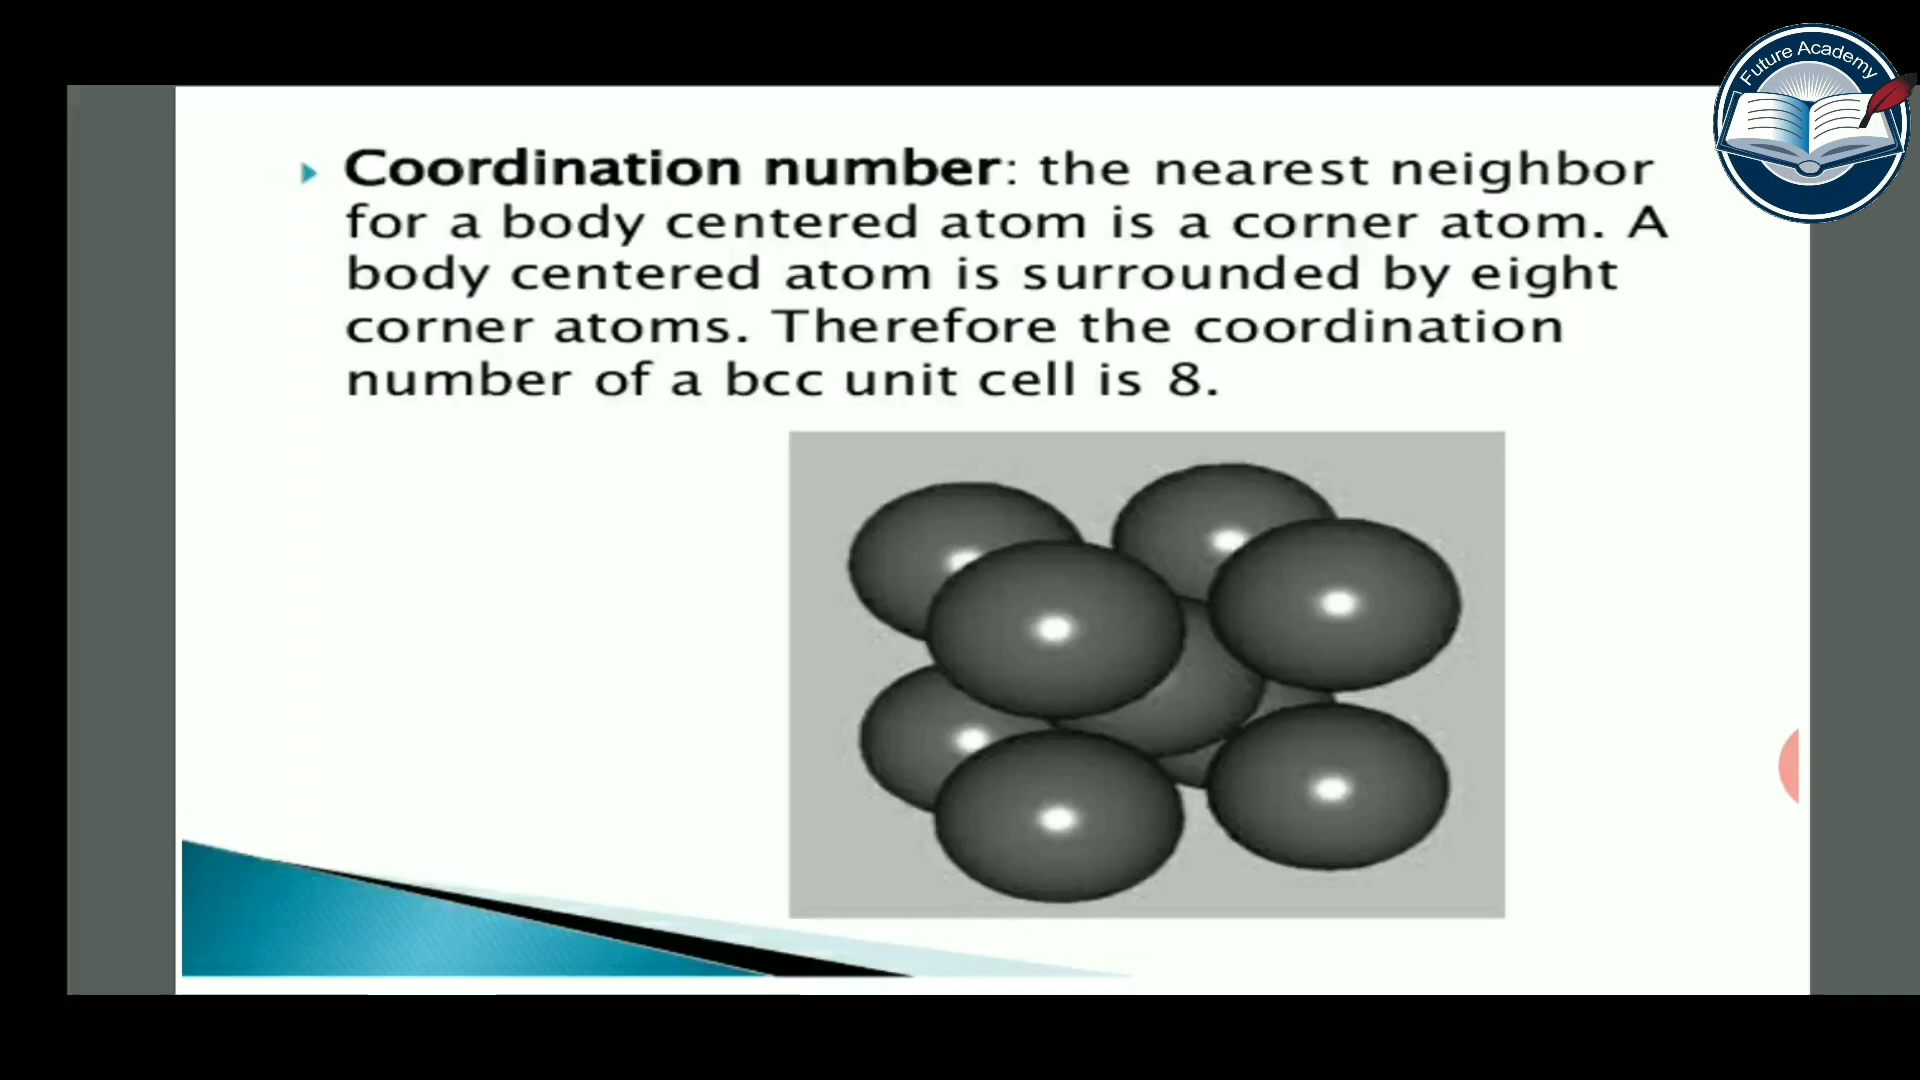 Future Academy
Coordination number: the nearest neighbor
for a body centered atom is a corner atom. A
body centered atom is surrounded by eight
corner atoms. Therefore the coordination
number of a bcc unit cell is 8.